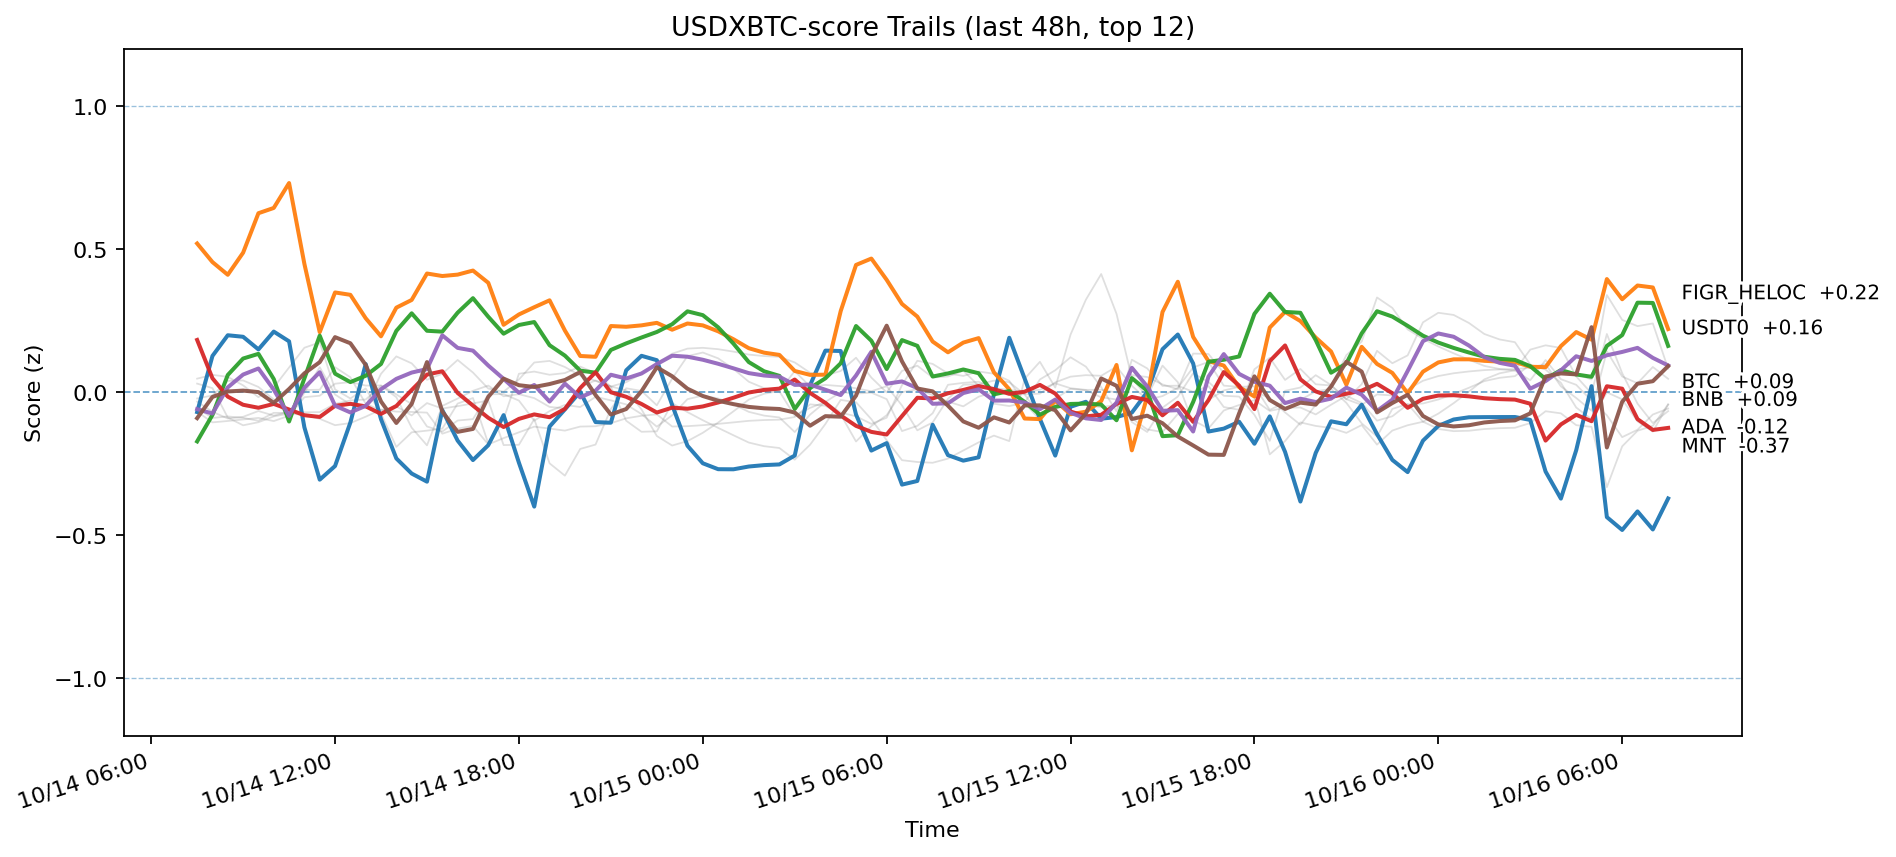 USDXBTC-score Trails (last 48h, top 12)
Score (z)
1.0
0.5
0.0
−0.5
−1.0
FIGR_HELOC +0.22
USDT0 +0.16
BTC +0.09
BNB +0.09
ADA -0.12
MNT -0.37
10/14 06:00
10/14 12:00
10/14 18:00
10/15 00:00
10/15 06:00
10/15 12:00
10/15 18:00
10/16 00:00
10/16 06:00
Time